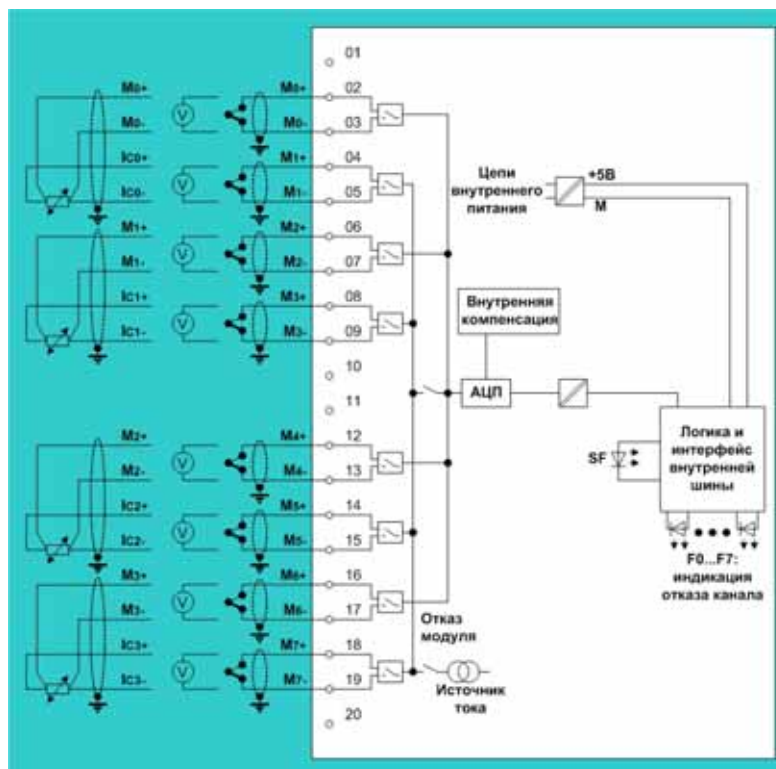 01
M0+ V M0+ 02
M0- M0- 03
IC0+ M1+ 04
IC0- V M1- 05
M1+ V M2+ 06
M1- M2- 07
IC1+ V M3+ 08
IC1- M3- 09
10
11
M2+ V M4+ 12
M2- M4- 13
IC2+ V M5+ 14
IC2- M5- 15
M3+ V M6+ 16
M3- M6- 17
IC3+ V M7+ 18
IC3- M7- 19
20
Цепи
внутреннего
питания
+5В
М
Внутренняя
компенсация
АЦП
Логика и
интерфейс
внутренней
шины
SF
F0...F7:
индикация
отказа канала
Отказ
модуля
Источник
тока